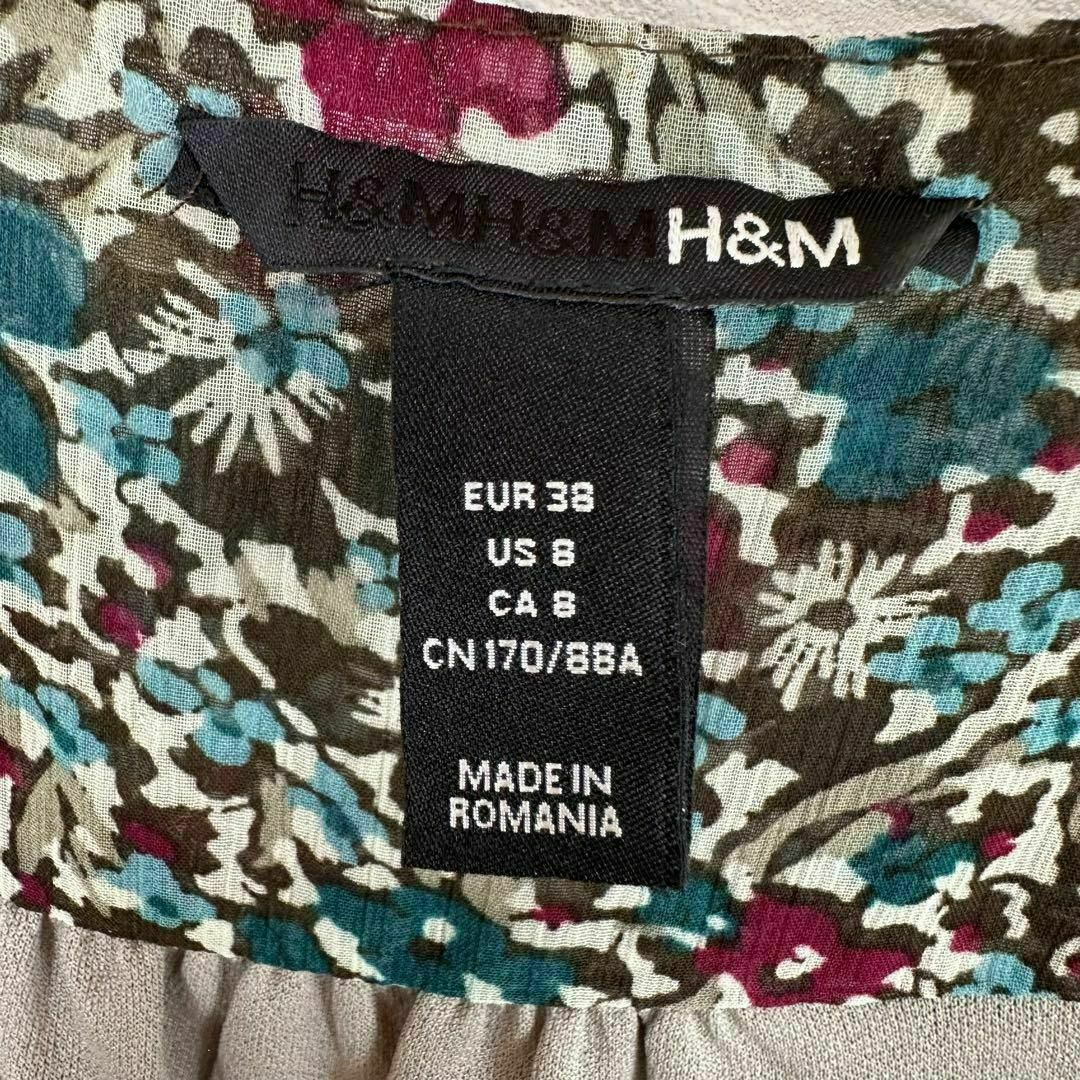 H&MH&MH&M
EUR 38
US 8
CA 8
CN 170/88A
MADE IN
ROMANIA